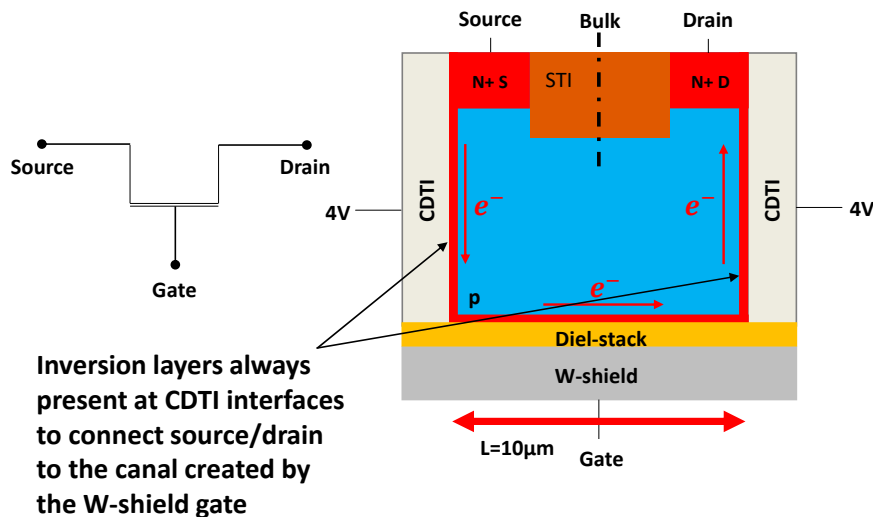 Source
Bulk
Drain
N+ S
STI
N+ D
Source
Drain
Gate
4V
CDTI
e⁻
e⁻
CDTI
4V
p
e⁻
Diel-stack
W-shield
L=10µm
Gate
Inversion layers always
present at CDTI interfaces
to connect source/drain
to the canal created by
the W-shield gate